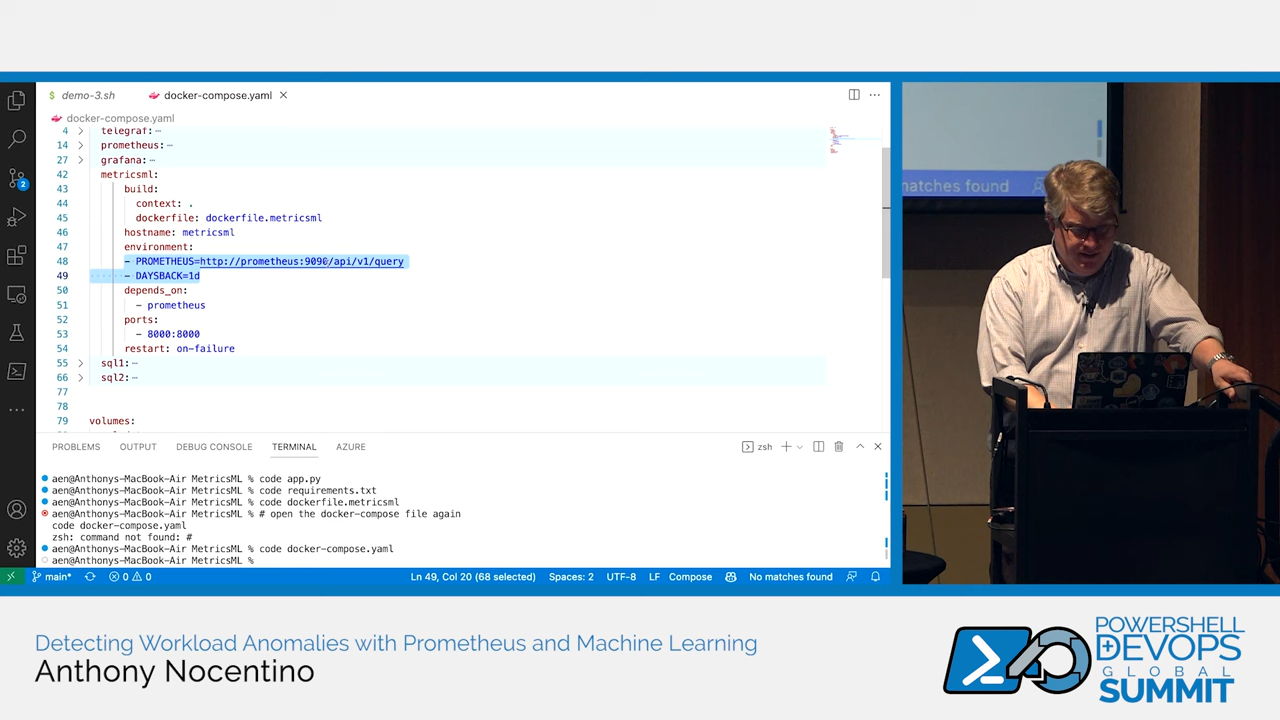 demo-3.sh
docker-compose.yaml
docker-compose.yaml
4 telegraf:
14 prometheus:
27 grafana:
42 metricsml:
43 build:
44 context: .
45 dockerfile: dockerfile.metricsml
46 hostname: metricsml
47 environment:
48 - PROMETHEUS=http://prometheus:9090/api/v1/query
49 - DAYSBACK=1d
50 depends_on:
51 - prometheus
52 ports:
53 - 8000:8000
54 restart: on-failure
55 sql1:
66 sql2:
77
78
79 volumes:
2
PROBLEMS OUTPUT DEBUG CONSOLE TERMINAL AZURE
zsh
aen@Anthonys-MacBook-Air MetricsML % code app.py
aen@Anthonys-MacBook-Air MetricsML % code requirements.txt
aen@Anthonys-MacBook-Air MetricsML % code dockerfile.metricsml
aen@Anthonys-MacBook-Air MetricsML % # open the docker-compose file again
code docker-compose.yaml
zsh: command not found: #
aen@Anthonys-MacBook-Air MetricsML % code docker-compose.yaml
aen@Anthonys-MacBook-Air MetricsML %
main* 0 0 Ln 49, Col 20 (68 selected) Spaces: 2 UTF-8 LF Compose No matches found
matches found
Detecting Workload Anomalies with Prometheus and Machine Learning
Anthony Nocentino
POWERSHELL
DEVOPS
GLOBAL
SUMMIT